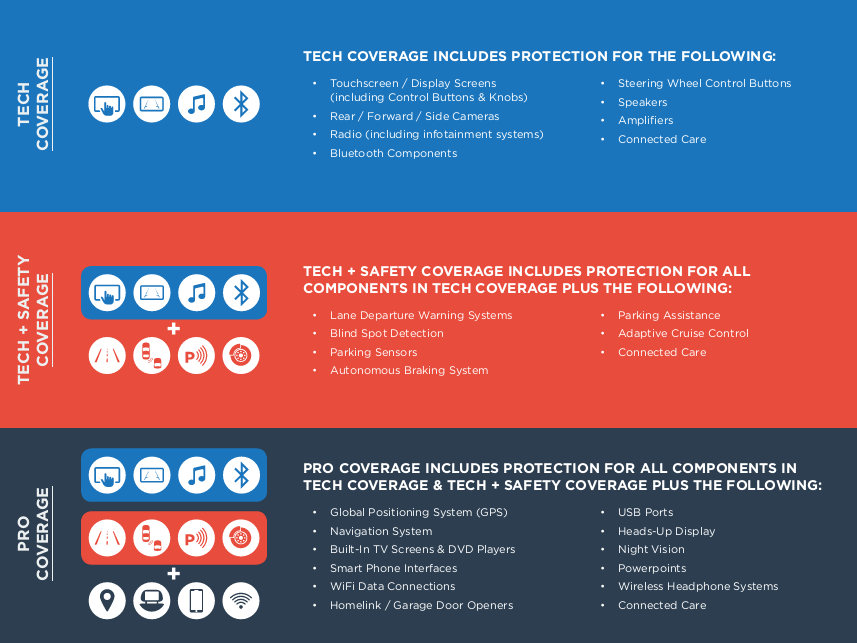 TECH
COVERAGE
TECH COVERAGE INCLUDES PROTECTION FOR THE FOLLOWING:
• Touchscreen / Display Screens
(including Control Buttons & Knobs)
• Rear / Forward / Side Cameras
• Radio (including infotainment systems)
• Bluetooth Components
• Steering Wheel Control Buttons
• Speakers
• Amplifiers
• Connected Care
TECH + SAFETY
COVERAGE
+
P
TECH + SAFETY COVERAGE INCLUDES PROTECTION FOR ALL
COMPONENTS IN TECH COVERAGE PLUS THE FOLLOWING:
• Lane Departure Warning Systems
• Blind Spot Detection
• Parking Sensors
• Autonomous Braking System
• Parking Assistance
• Adaptive Cruise Control
• Connected Care
PRO
COVERAGE
P
+
PRO COVERAGE INCLUDES PROTECTION FOR ALL COMPONENTS IN
TECH COVERAGE & TECH + SAFETY COVERAGE PLUS THE FOLLOWING:
• Global Positioning System (GPS)
• Navigation System
• Built-In TV Screens & DVD Players
• Smart Phone Interfaces
• WiFi Data Connections
• Homelink / Garage Door Openers
• USB Ports
• Heads-Up Display
• Night Vision
• Powerpoints
• Wireless Headphone Systems
• Connected Care